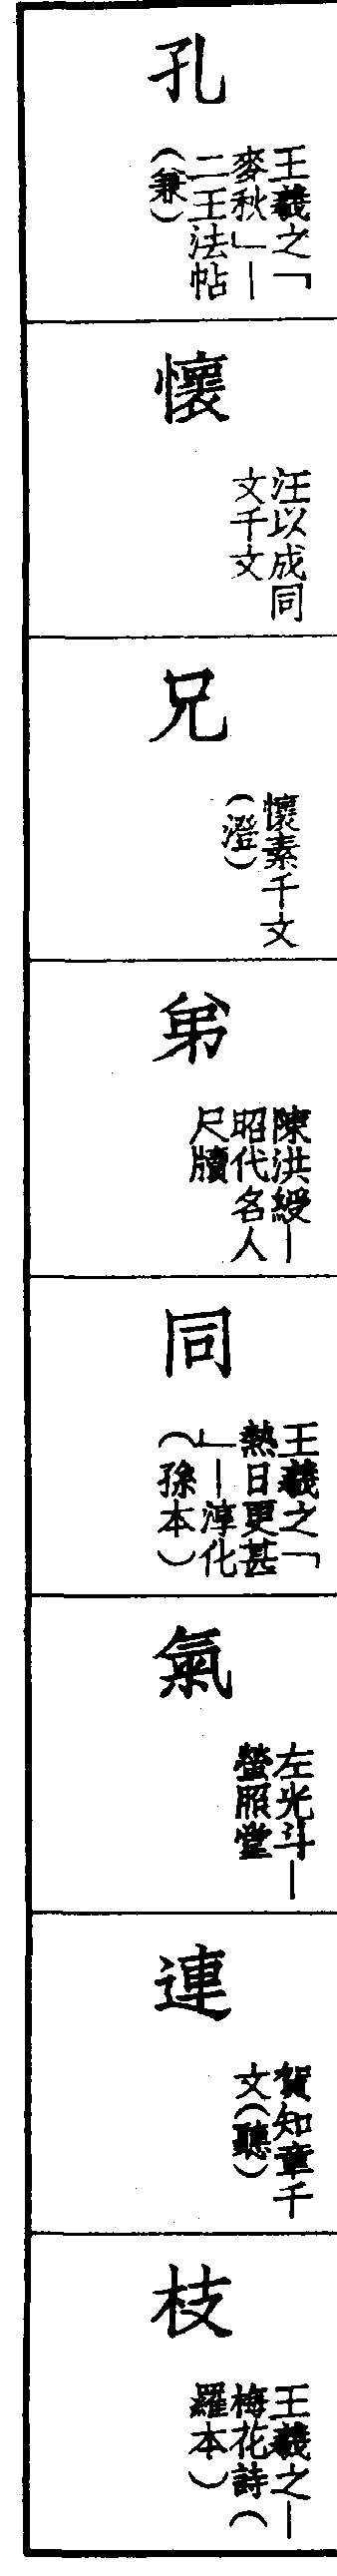 孔
王羲之「
麥秋」—
二王法帖
（兼）
懷
汪以成同
文千文
兄
懷素千文
（澄）
弟
陳洪綬—
昭代名人
尺牘
同
王羲之「
熱日更甚
」—淳化
（孫本）
氣
左光斗—
螢照堂
連
賀知章千
文（聽）
枝
王羲之—
梅花詩（
羅本）